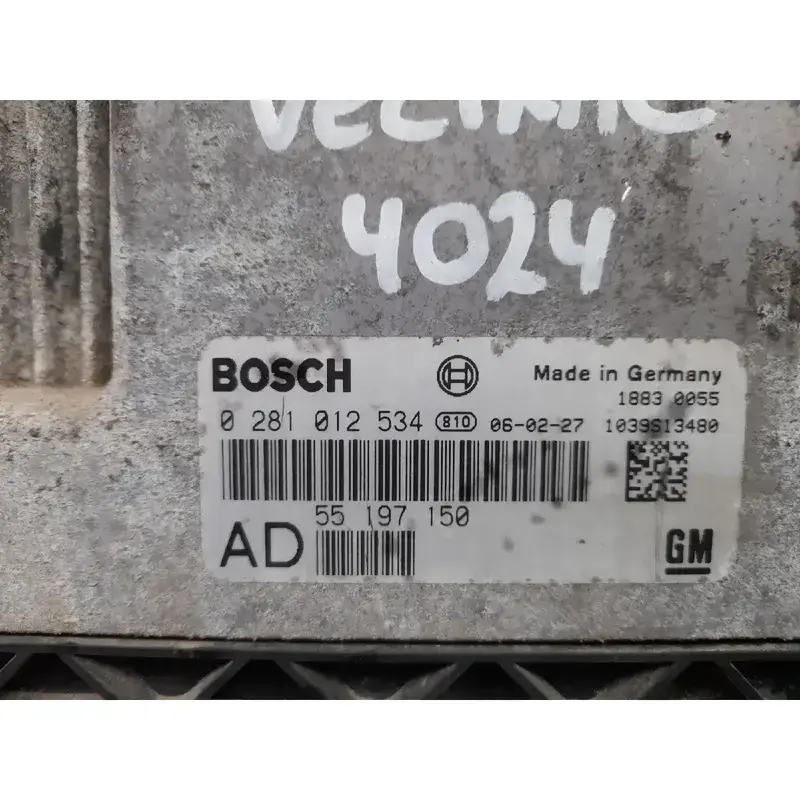 VECTRA C
4024
BOSCH Made in Germany
1883 0055
0 281 012 534 810 06-02-27 1039S13480
55 197 150
AD
GM